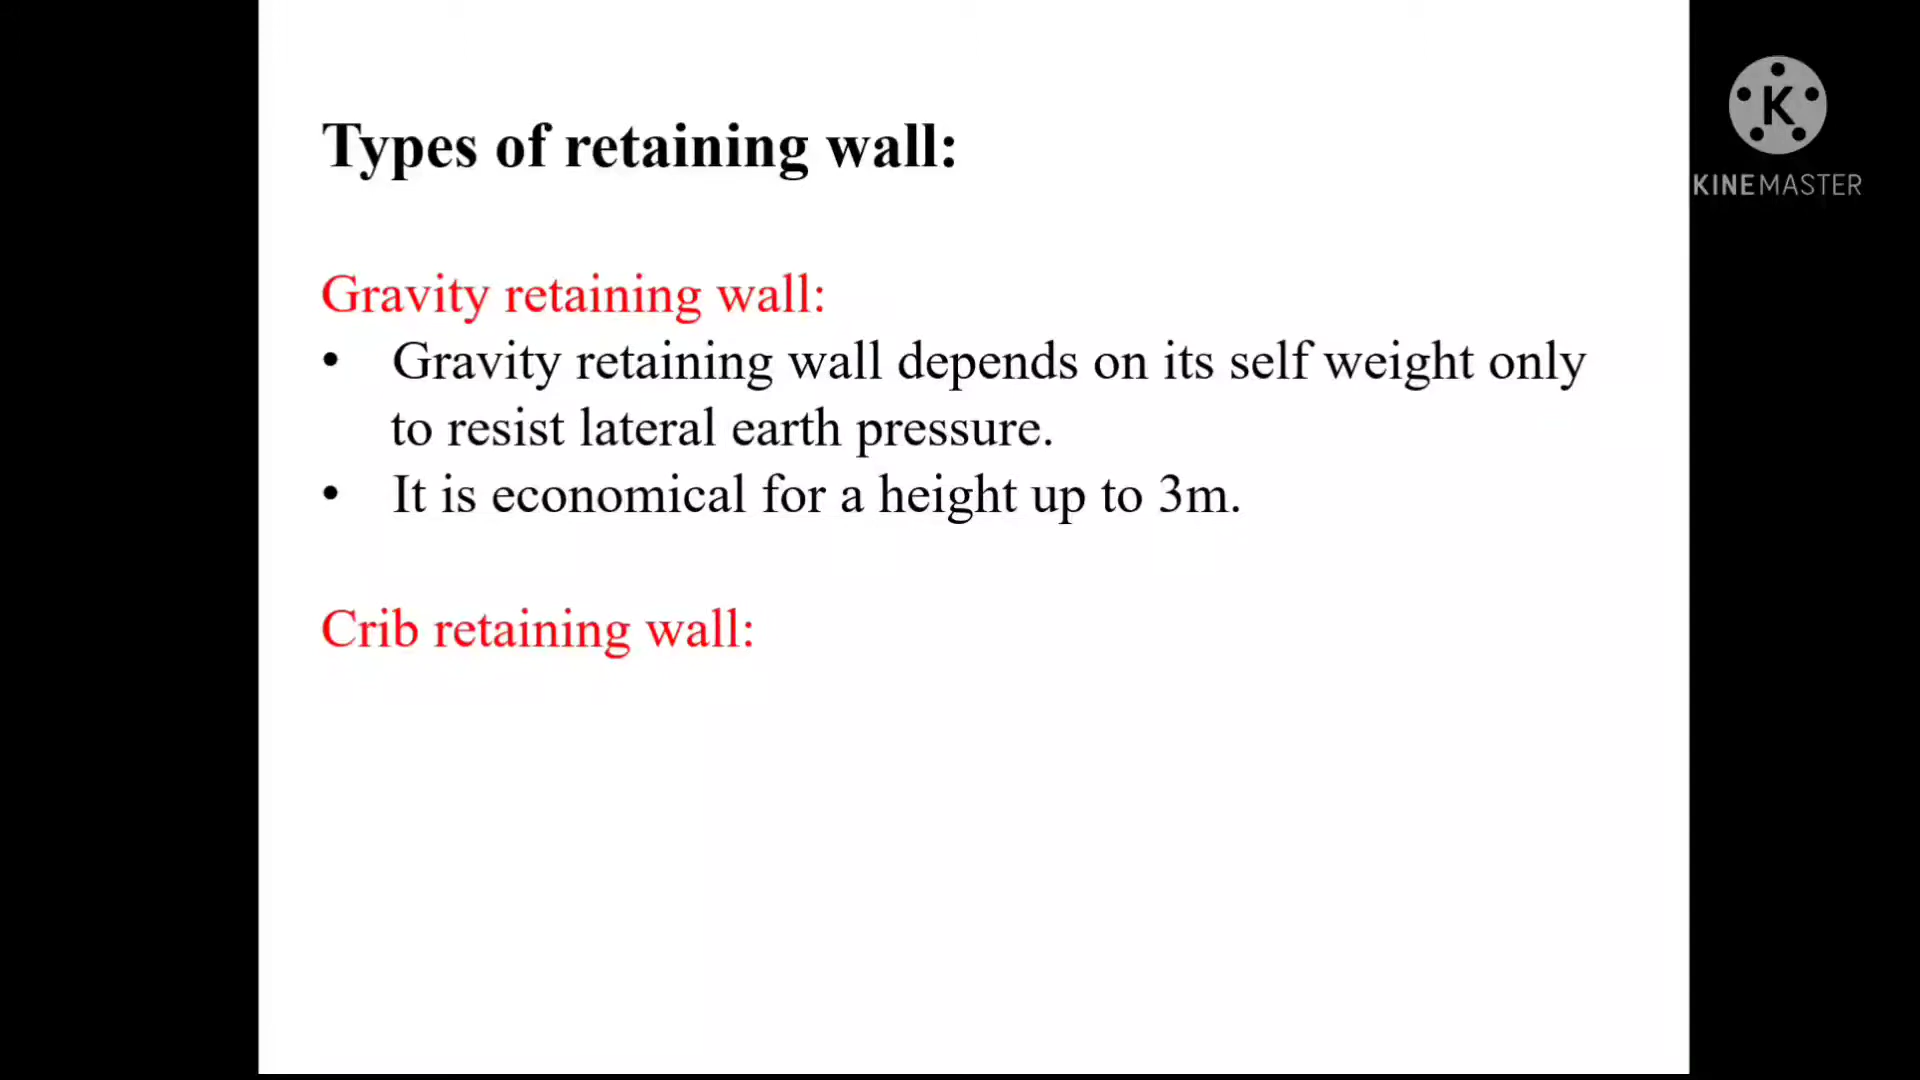 Types of retaining wall:
K
KINEMASTER
Gravity retaining wall:
• Gravity retaining wall depends on its self weight only
to resist lateral earth pressure.
• It is economical for a height up to 3m.
Crib retaining wall: